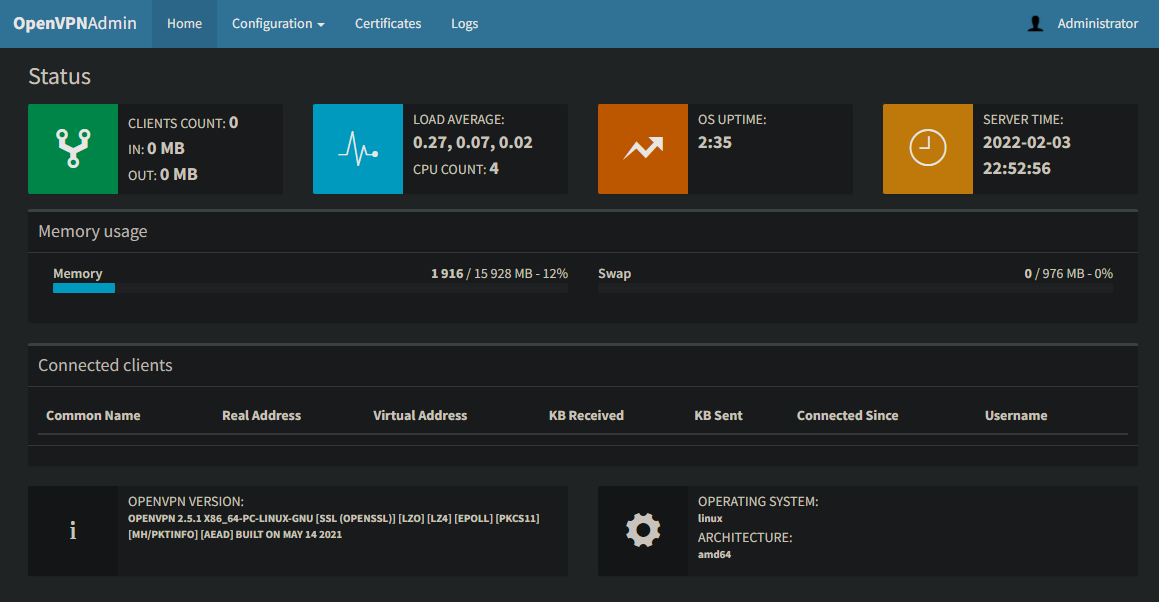 OpenVPNAdmin Home Configuration Certificates Logs Administrator
Status
CLIENTS COUNT: 0
IN: 0 MB
OUT: 0 MB
LOAD AVERAGE:
0.27, 0.07, 0.02
CPU COUNT: 4
OS UPTIME:
2:35
SERVER TIME:
2022-02-03
22:52:56
Memory usage
Memory 1 916 / 15 928 MB - 12%
Swap 0 / 976 MB - 0%
Connected clients
Common Name Real Address Virtual Address KB Received KB Sent Connected Since Username
i
OPENVPN VERSION:
OPENVPN 2.5.1 X86_64-PC-LINUX-GNU [SSL (OPENSSL)] [LZO] [LZ4] [EPOLL] [PKCS11]
[MH/PKTINFO] [AEAD] BUILT ON MAY 14 2021
OPERATING SYSTEM:
linux
ARCHITECTURE:
amd64